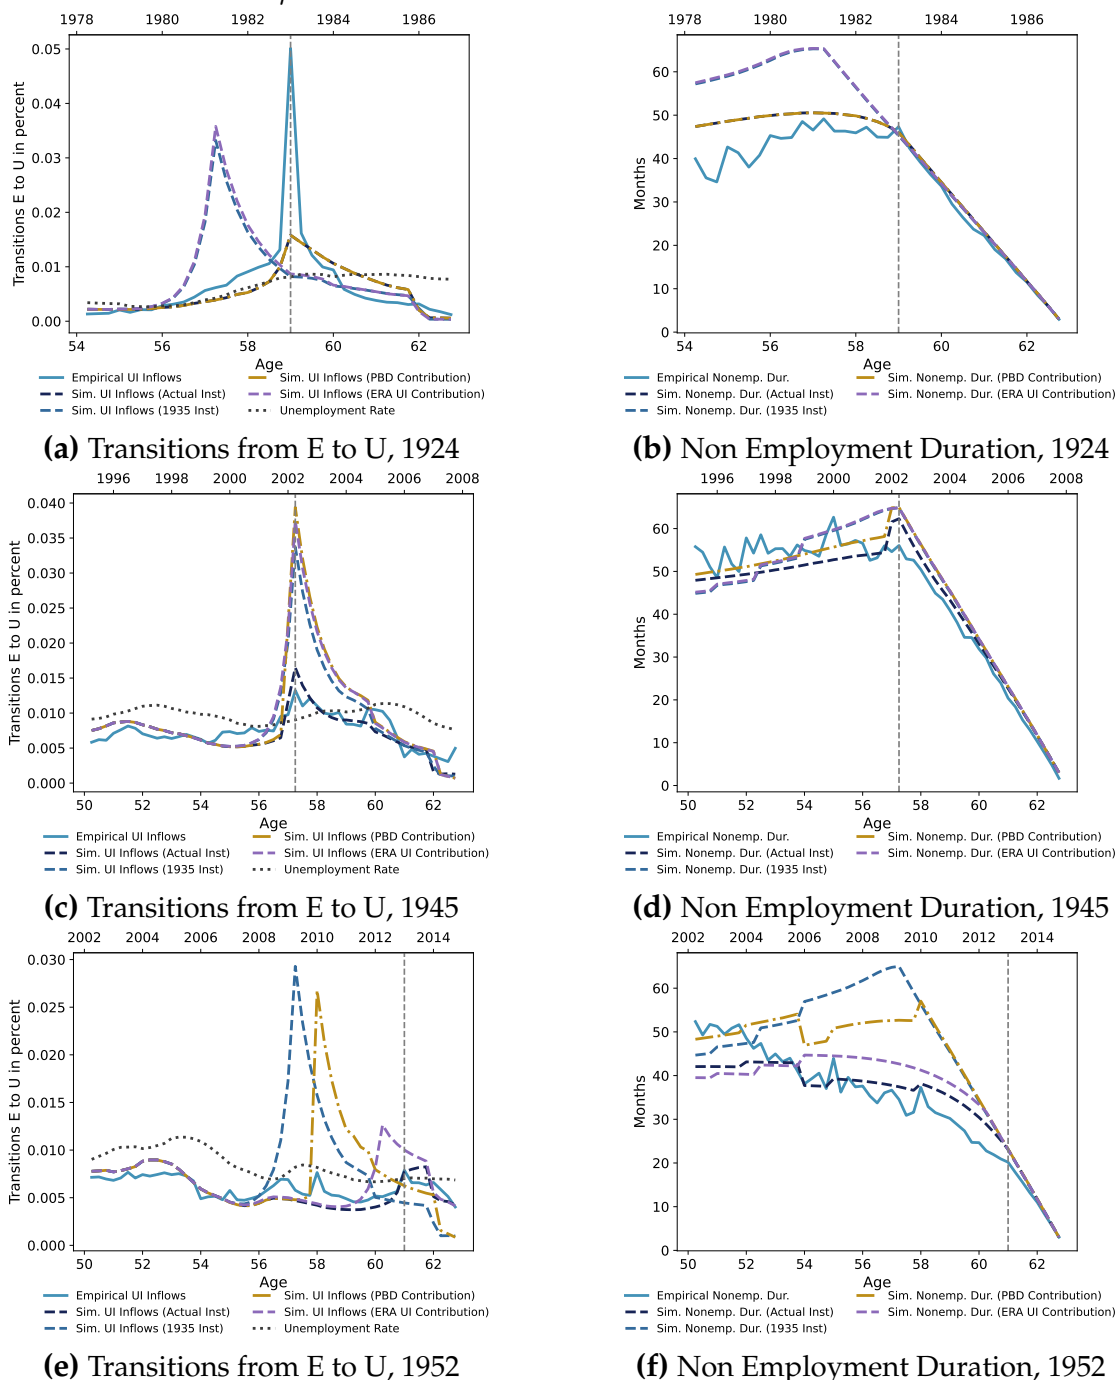 1978 1980 1982 1984 1986
0.05
0.04
0.03
0.02
0.01
0.00
Transitions E to U in percent
54 56 58 60 62
Age
Empirical UI Inflows
Sim. UI Inflows (Actual Inst)
Sim. UI Inflows (1935 Inst)
Sim. UI Inflows (PBD Contribution)
Sim. UI Inflows (ERA UI Contribution)
Unemployment Rate
(a) Transitions from E to U, 1924
1978 1980 1982 1984 1986
60
50
40
30
20
10
0
Months
54 56 58 60 62
Age
Empirical Nonemp. Dur.
Sim. Nonemp. Dur. (Actual Inst)
Sim. Nonemp. Dur. (1935 Inst)
Sim. Nonemp. Dur. (PBD Contribution)
Sim. Nonemp. Dur. (ERA UI Contribution)
(b) Non Employment Duration, 1924
1996 1998 2000 2002 2004 2006 2008
0.040
0.035
0.030
0.025
0.020
0.015
0.010
0.005
0.000
Transitions E to U in percent
50 52 54 56 58 60 62
Age
Empirical UI Inflows
Sim. UI Inflows (Actual Inst)
Sim. UI Inflows (1935 Inst)
Sim. UI Inflows (PBD Contribution)
Sim. UI Inflows (ERA UI Contribution)
Unemployment Rate
(c) Transitions from E to U, 1945
1996 1998 2000 2002 2004 2006 2008
60
50
40
30
20
10
0
Months
50 52 54 56 58 60 62
Age
Empirical Nonemp. Dur.
Sim. Nonemp. Dur. (Actual Inst)
Sim. Nonemp. Dur. (1935 Inst)
Sim. Nonemp. Dur. (PBD Contribution)
Sim. Nonemp. Dur. (ERA UI Contribution)
(d) Non Employment Duration, 1945
2002 2004 2006 2008 2010 2012 2014
0.030
0.025
0.020
0.015
0.010
0.005
0.000
Transitions E to U in percent
50 52 54 56 58 60 62
Age
Empirical UI Inflows
Sim. UI Inflows (Actual Inst)
Sim. UI Inflows (1935 Inst)
Sim. UI Inflows (PBD Contribution)
Sim. UI Inflows (ERA UI Contribution)
Unemployment Rate
(e) Transitions from E to U, 1952
2002 2004 2006 2008 2010 2012 2014
60
50
40
30
20
10
0
Months
50 52 54 56 58 60 62
Age
Empirical Nonemp. Dur.
Sim. Nonemp. Dur. (Actual Inst)
Sim. Nonemp. Dur. (1935 Inst)
Sim. Nonemp. Dur. (PBD Contribution)
Sim. Nonemp. Dur. (ERA UI Contribution)
(f) Non Employment Duration, 1952